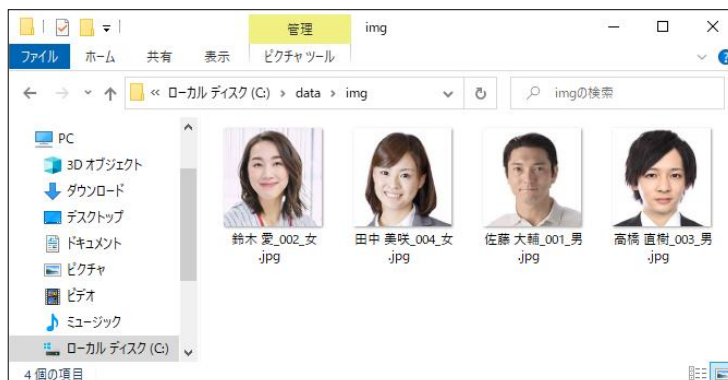 管理
img
ファイル
ホーム
共有
表示
ピクチャ ツール
« ローカル ディスク (C:) › data › img
imgの検索
PC
3D オブジェクト
ダウンロード
デスクトップ
ドキュメント
ピクチャ
ビデオ
ミュージック
ローカル ディスク (C:)
鈴木 愛_002_女
.jpg
田中 美咲_004_女
.jpg
佐藤 大輔_001_男
.jpg
高橋 直樹_003_男
.jpg
4 個の項目